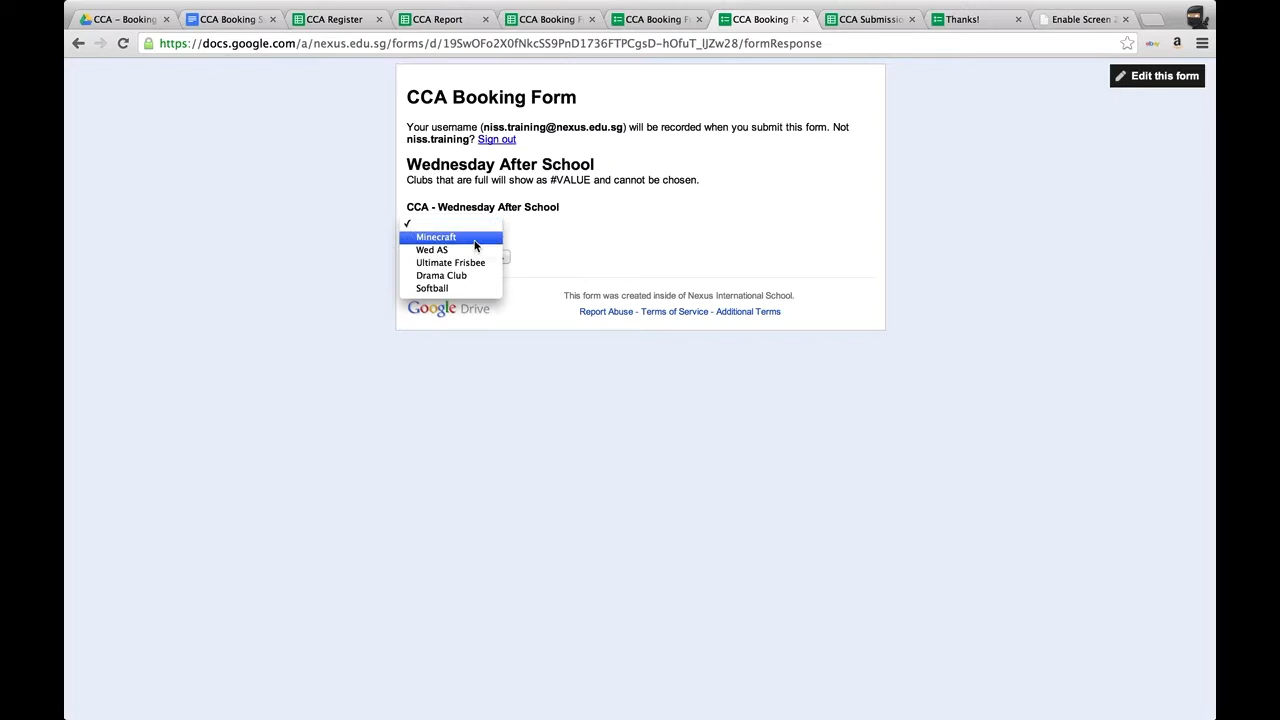 CCA – Booking
CCA Booking S
CCA Register
CCA Report
CCA Booking F
CCA Booking F
CCA Booking F
CCA Submissio
Thanks!
Enable Screen
https://docs.google.com/a/nexus.edu.sg/forms/d/19SwOFo2X0fNkcSS9PnD1736FTPCgsD-hOfuT_lJZw28/formResponse
ebay
a
Edit this form
CCA Booking Form
Your username (niss.training@nexus.edu.sg) will be recorded when you submit this form. Not
niss.training? Sign out
Wednesday After School
Clubs that are full will show as #VALUE and cannot be chosen.
CCA - Wednesday After School
Minecraft
Wed AS
Ultimate Frisbee
Drama Club
Softball
This form was created inside of Nexus International School.
Google Drive
Report Abuse - Terms of Service - Additional Terms